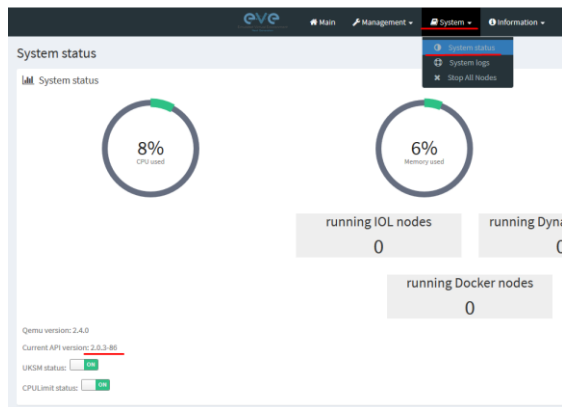 eve
Main Management System Information
System status
System logs
Stop All Nodes
System status
System status
8%
CPU used
6%
Memory used
running IOL nodes
0
running Dyna
running Docker nodes
0
Qemu version: 2.4.0
Current API version: 2.0.3-86
UKSM status: ON
CPULimit status: ON